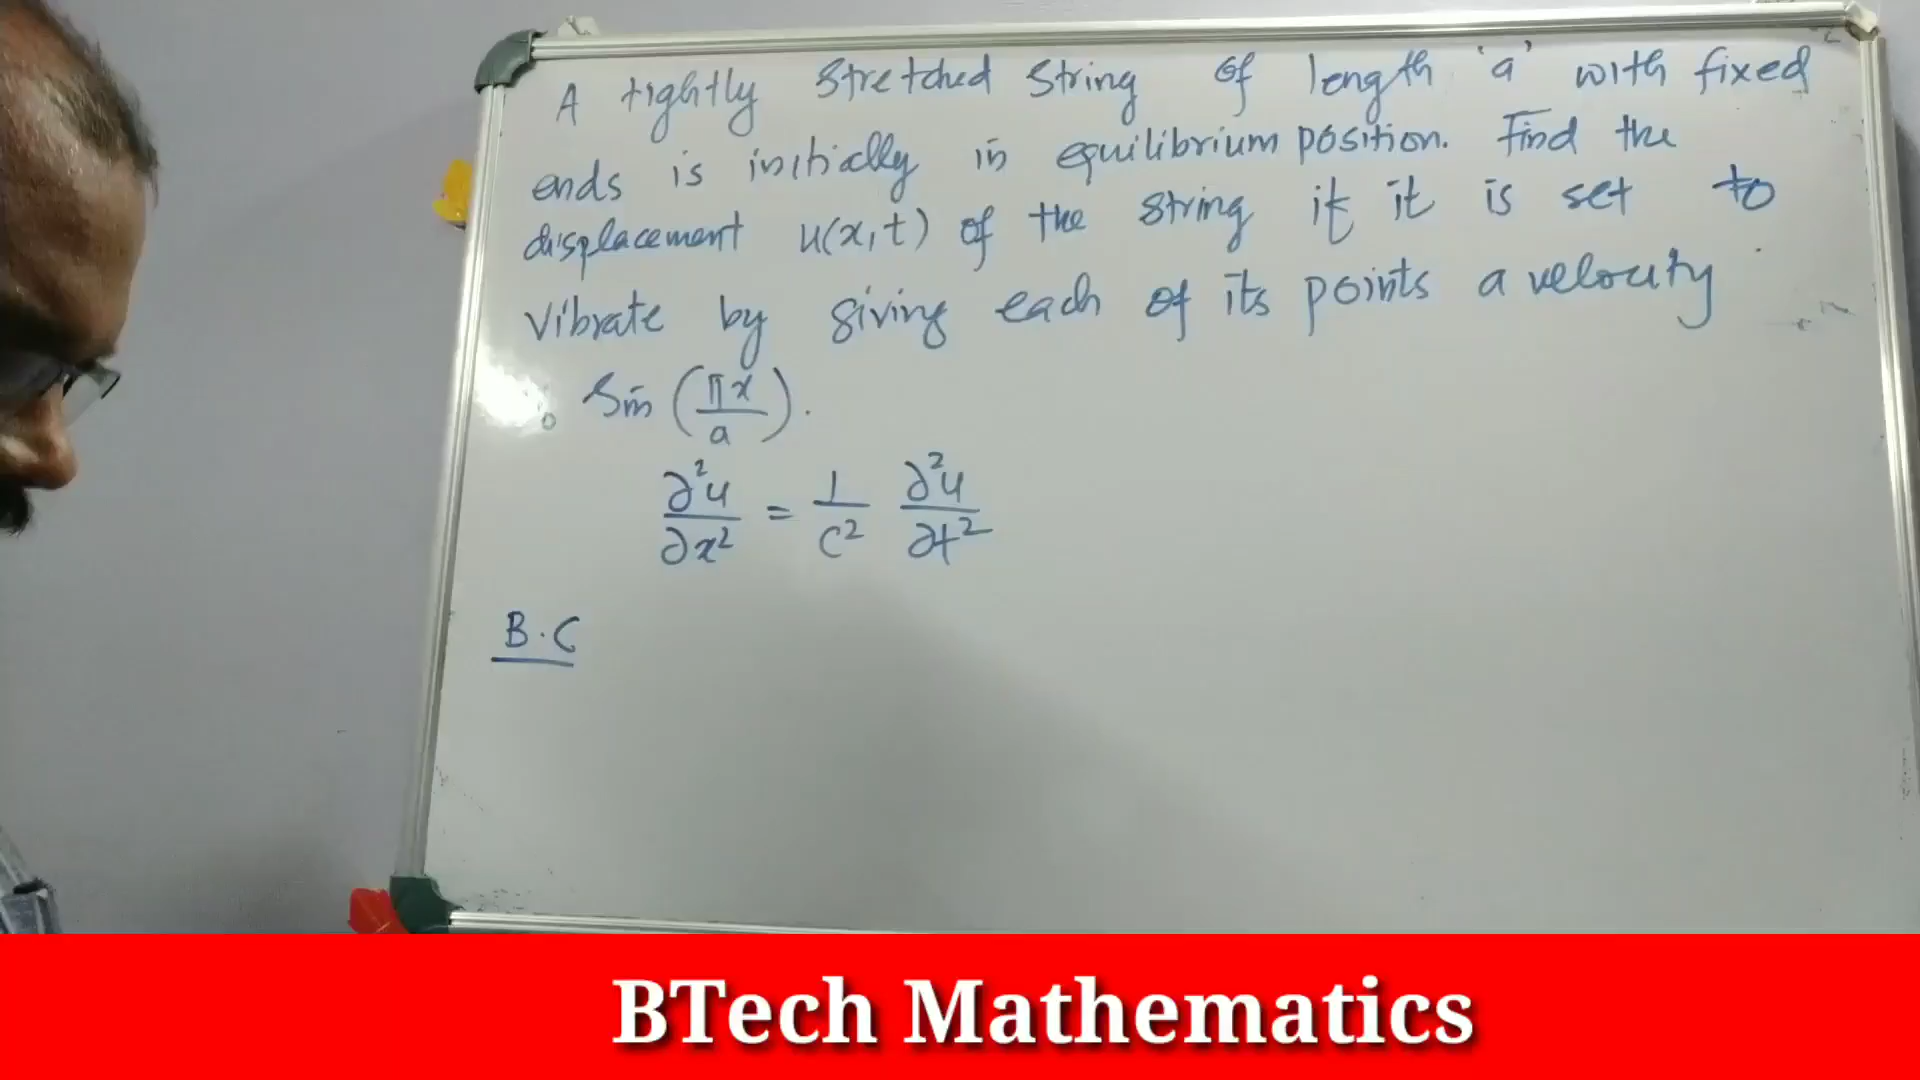 A tightly stretched string of length 'a' with fixed
ends is initially in equilibrium position. Find the
displacement u(x,t) of the string if it is set to
vibrate by giving each of its points a velocity
Sin (πx/a).
∂²u/∂x² = 1/c² ∂²u/∂t²
B.C
BTech Mathematics